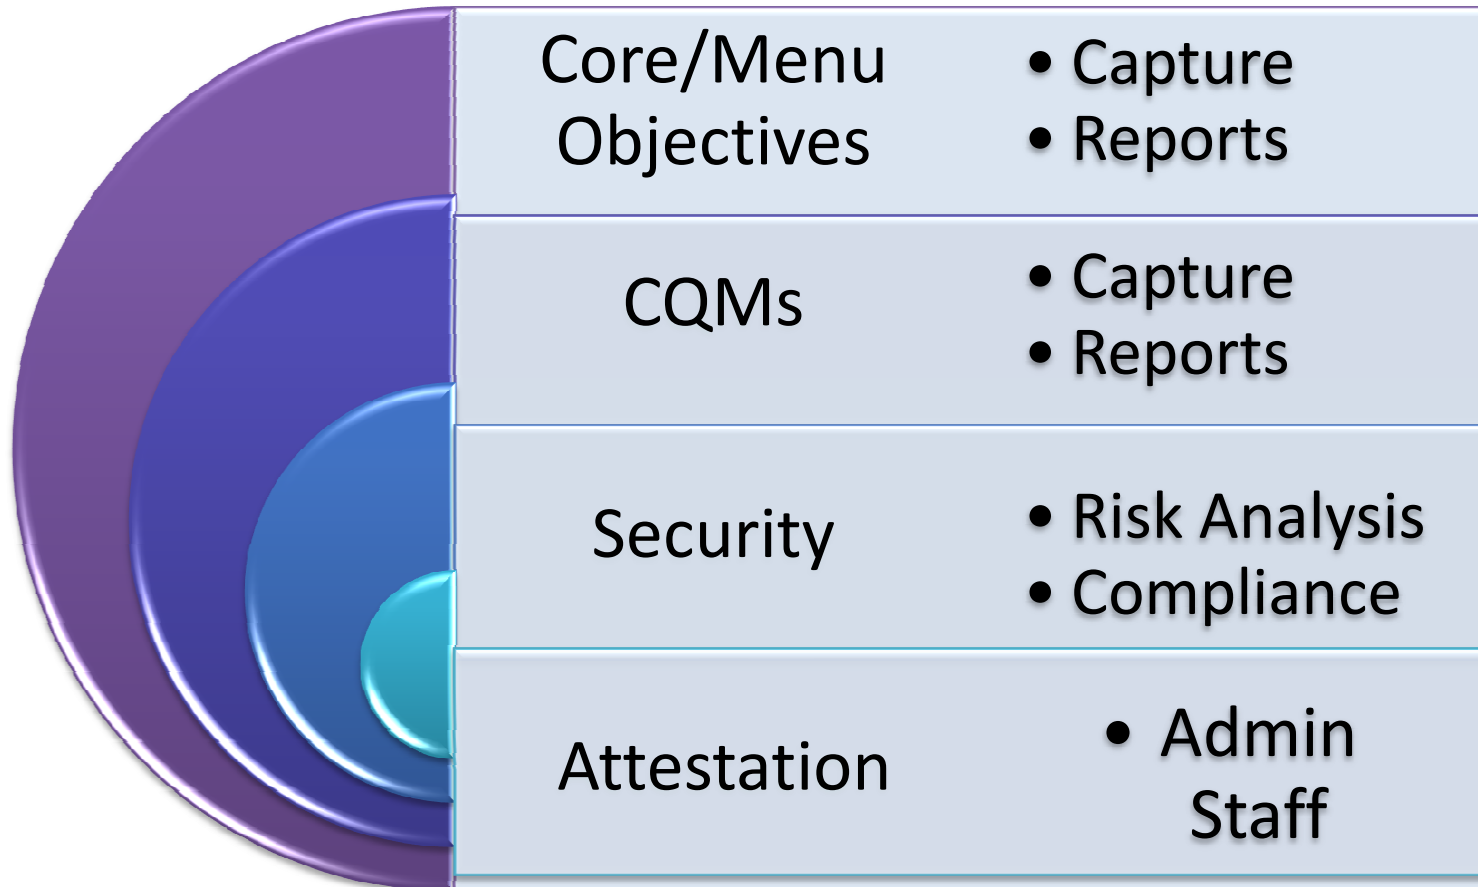 Core/Menu
Objectives
• Capture
• Reports
CQMs
• Capture
• Reports
Security
• Risk Analysis
• Compliance
Attestation
• Admin
Staff